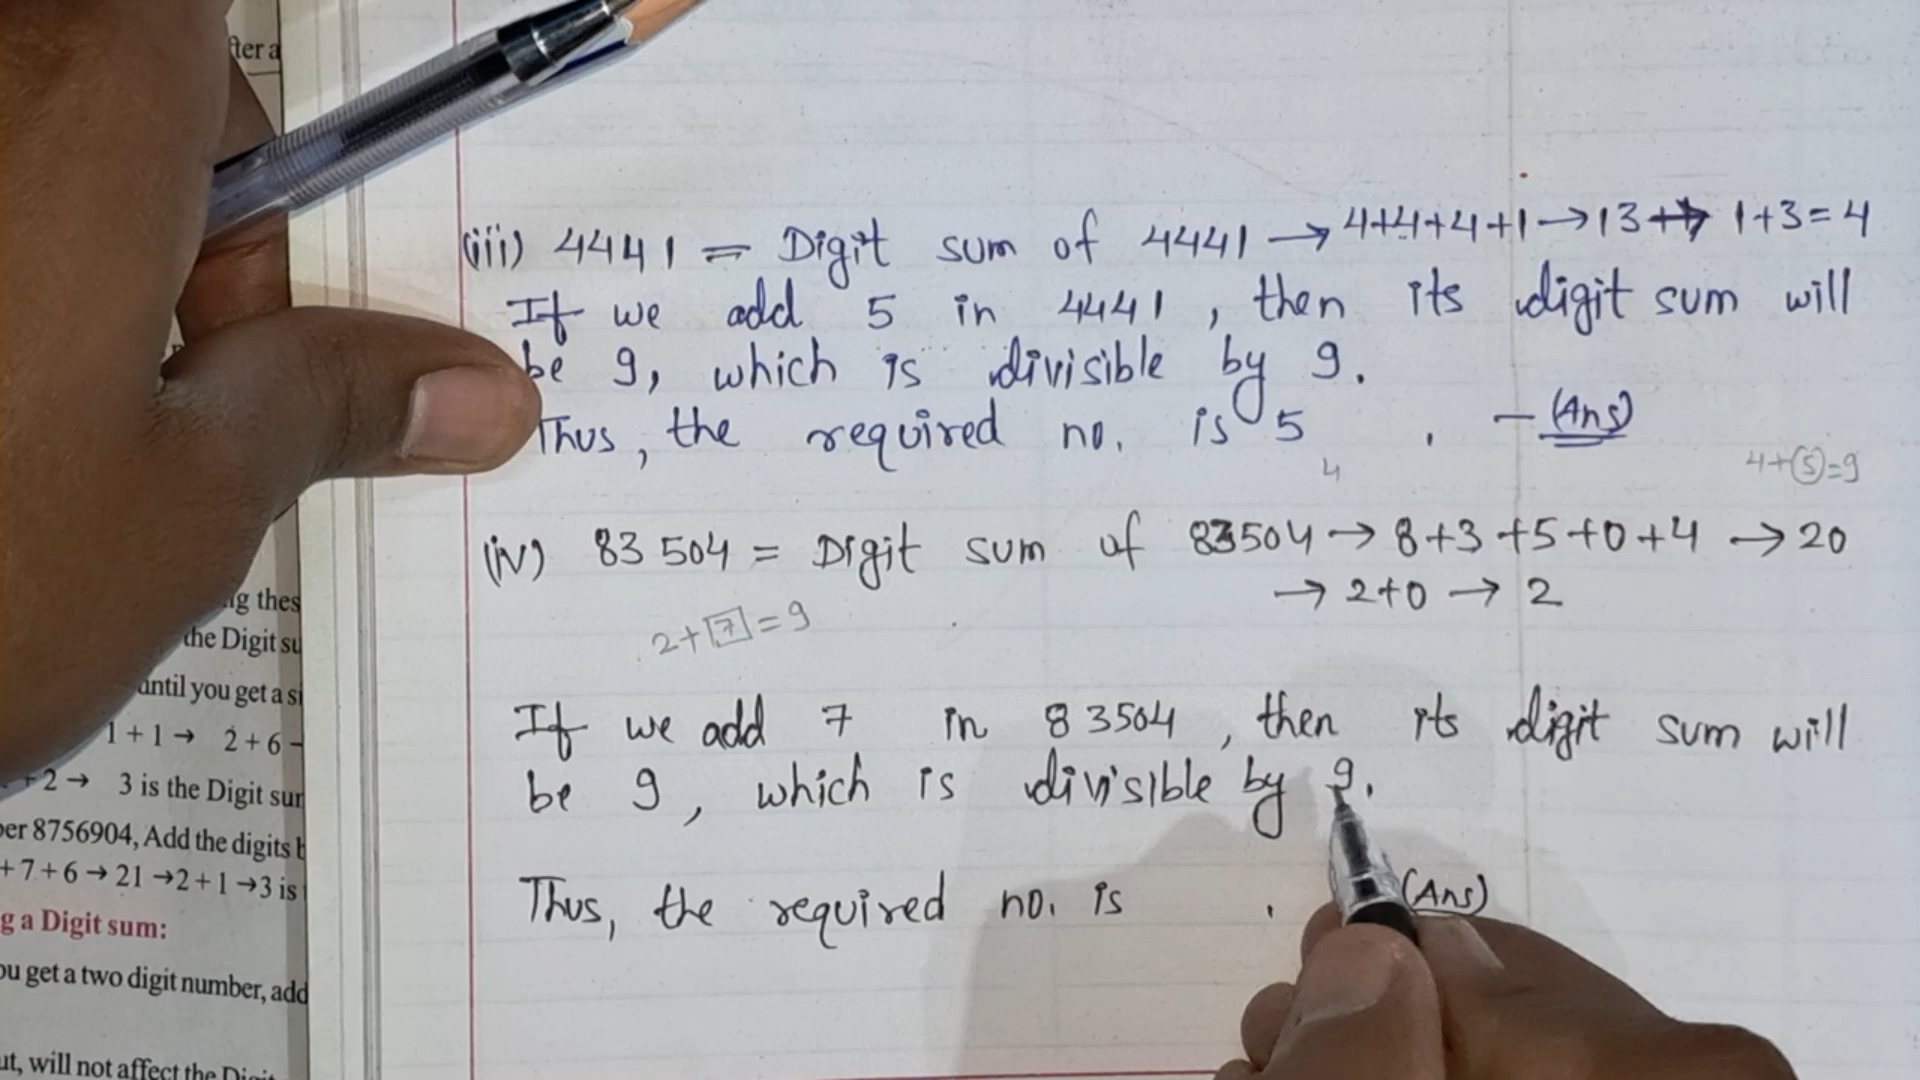 fter a
(iii) 4441 = Digit sum of 4441 → 4+4+4+1 → 13 → 1+3=4
If we add 5 in 4441, then its digit sum will
be 9, which is divisible by 9.
Thus, the required no. is 5 . - (Ans)
4
4+(5)=9
(iv) 83504 = Digit sum of 83504 → 8+3+5+0+4 → 20
→ 2+0 → 2
2+[7]=9
If we add 7 in 83504, then its digit sum will
be 9, which is divisible by 9.
Thus, the required no. is . (Ans)
g thes
the Digit su
until you get a si
1 + 1 → 2 + 6 -
+ 2 → 3 is the Digit sur
er 8756904, Add the digits
+ 7 + 6 → 21 → 2 + 1 → 3 is
g a Digit sum:
ou get a two digit number, add
ut, will not affect the Digit